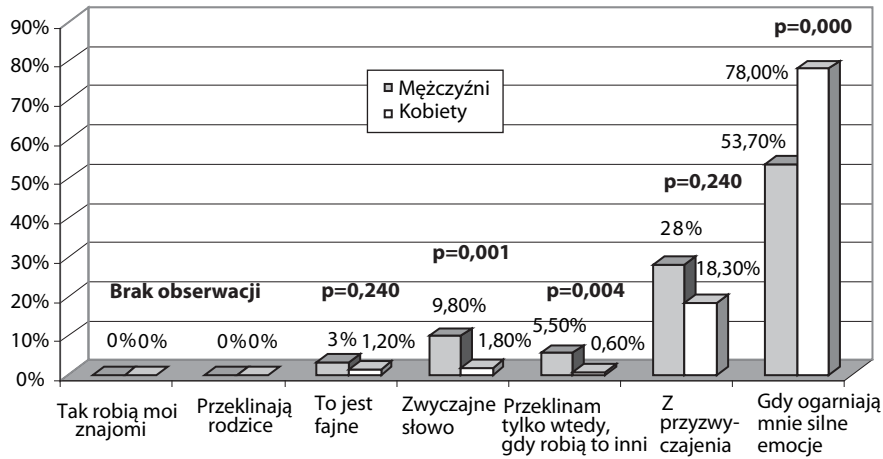 90%
80%
70%
60%
50%
40%
30%
20%
10%
0%
Mężczyźni
Kobiety
Brak obserwacji
0% 0%
0% 0%
p=0,240
3% 1,20%
p=0,001
9,80%
1,80%
p=0,004
5,50%
0,60%
p=0,240
28%
18,30%
p=0,000
78,00%
53,70%
Tak robią moi
znajomi
Przeklinają
rodzice
To jest
fajne
Zwyczajne
słowo
Przeklinam
tylko wtedy,
gdy robią to inni
Z
przyzwy-
czajenia
Gdy ogarniają
mnie silne
emocje